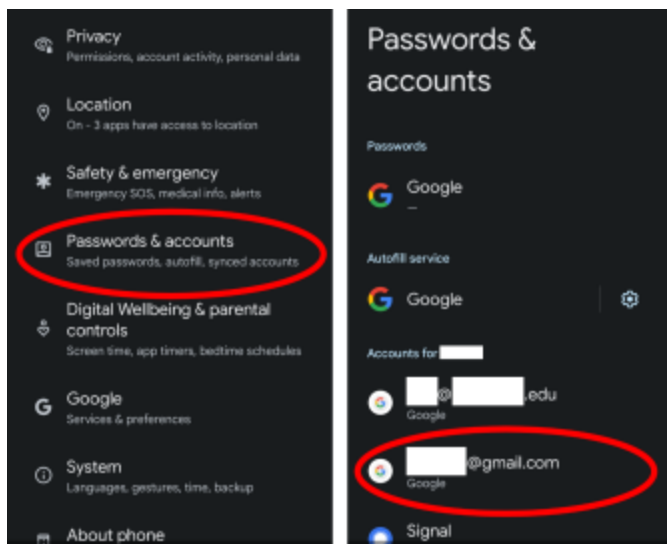 Privacy
Permissions, account activity, personal data
Location
On - 3 apps have access to location
Safety & emergency
Emergency SOS, medical info, alerts
Passwords & accounts
Saved passwords, autofill, synced accounts
Digital Wellbeing & parental
controls
Screen time, app timers, bedtime schedules
Google
Services & preferences
System
Languages, gestures, time, backup
About phone
Passwords &
accounts
Passwords
Google
—
Autofill service
Google
Accounts for
@ .edu
Google
@gmail.com
Google
Signal